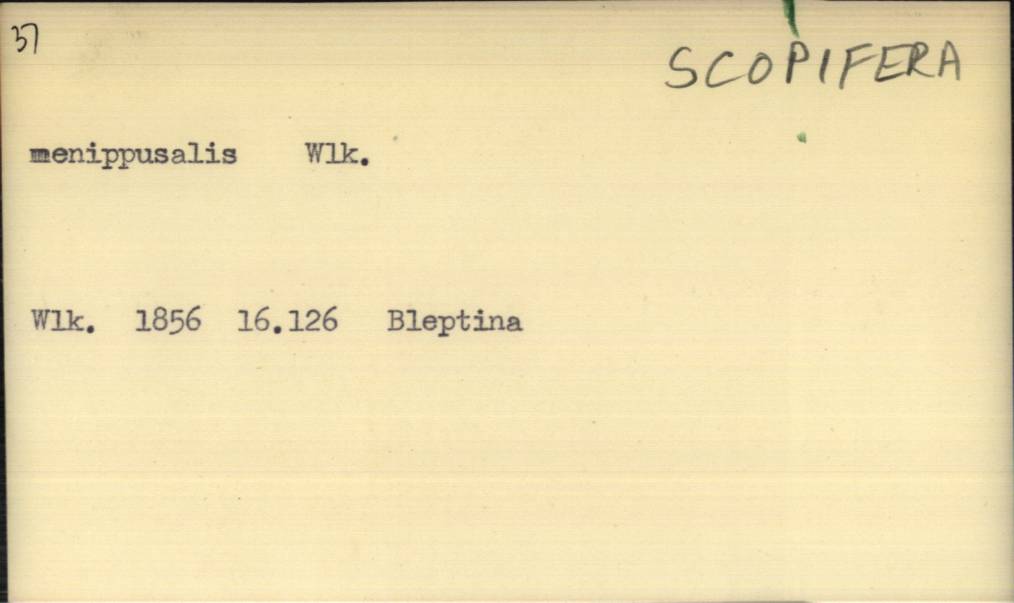 37
SCOPIFERA
menippusalis Wlk.
Wlk. 1856 16.126 Bleptina